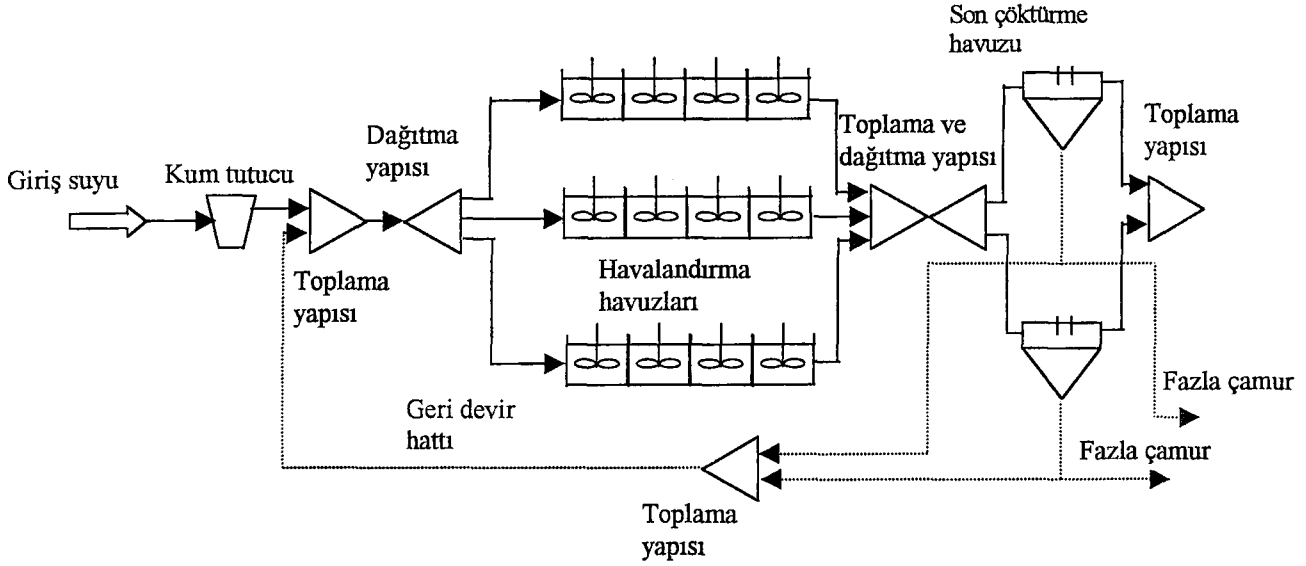 Son çöktürme
havuzu
Dağıtma
yapısı
Toplama ve
dağıtma yapısı
Toplama
yapısı
Giriş suyu
Kum tutucu
Toplama
yapısı
Havalandırma
havuzları
Geri devir
hattı
Fazla çamur
Fazla çamur
Toplama
yapısı